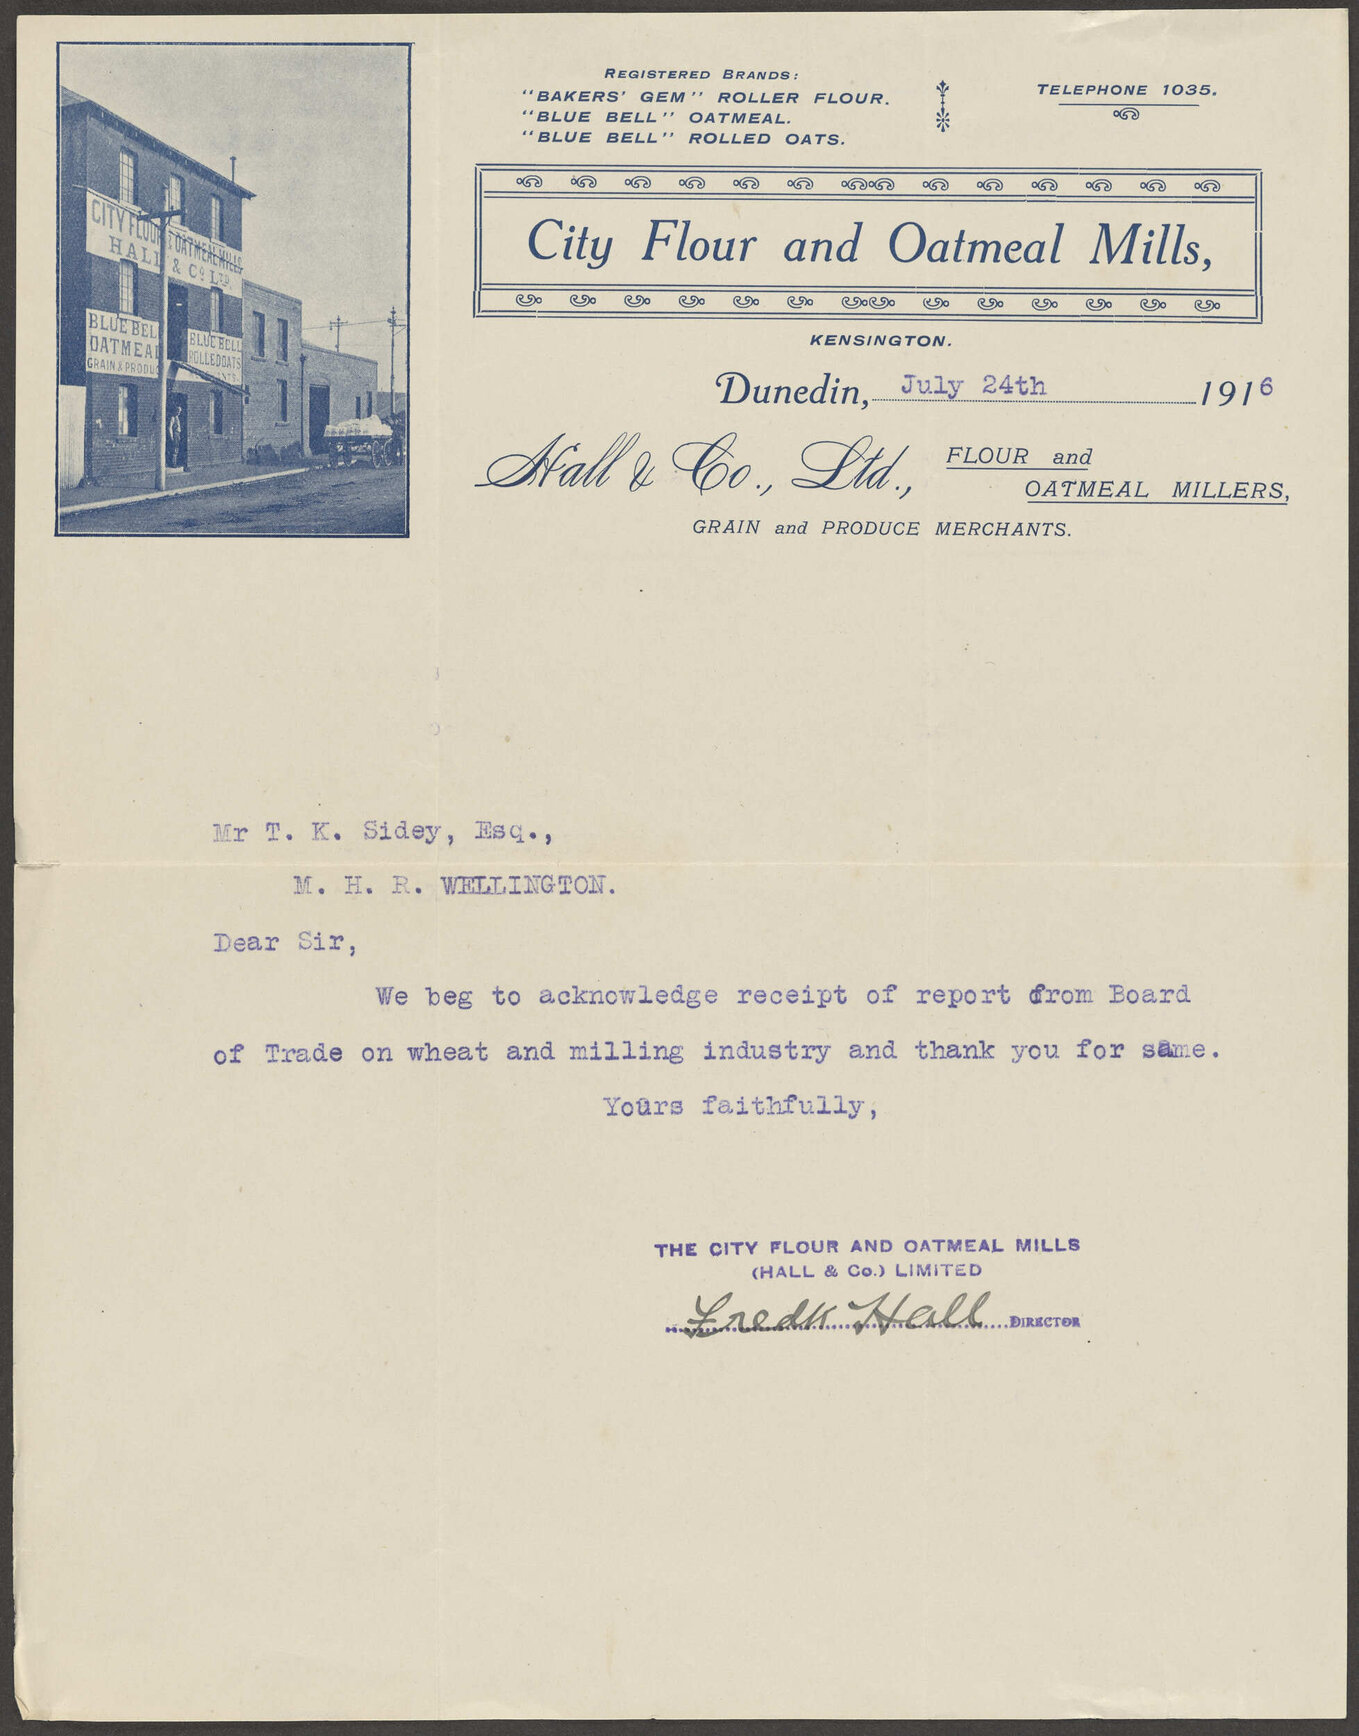 REGISTERED BRANDS:
"BAKERS' GEM" ROLLER FLOUR.
"BLUE BELL" OATMEAL.
"BLUE BELL" ROLLED OATS.
TELEPHONE 1035.
CITY FLOUR & OATMEAL MILLS
HALL & Co LTD.
BLUE BELL
OATMEAL
GRAIN & PRODUC
BLUE BELL
ROLLED OATS
City Flour and Oatmeal Mills,
KENSINGTON.
Dunedin, July 24th 1916
Hall & Co., Ltd., FLOUR and
OATMEAL MILLERS,
GRAIN and PRODUCE MERCHANTS.
Mr T. K. Sidey, Esq.,
M. H. R. WELLINGTON.
Dear Sir,
We beg to acknowledge receipt of report from Board
of Trade on wheat and milling industry and thank you for same.
Yours faithfully,
THE CITY FLOUR AND OATMEAL MILLS
(HALL & Co.) LIMITED
Fredk Hall DIRECTOR